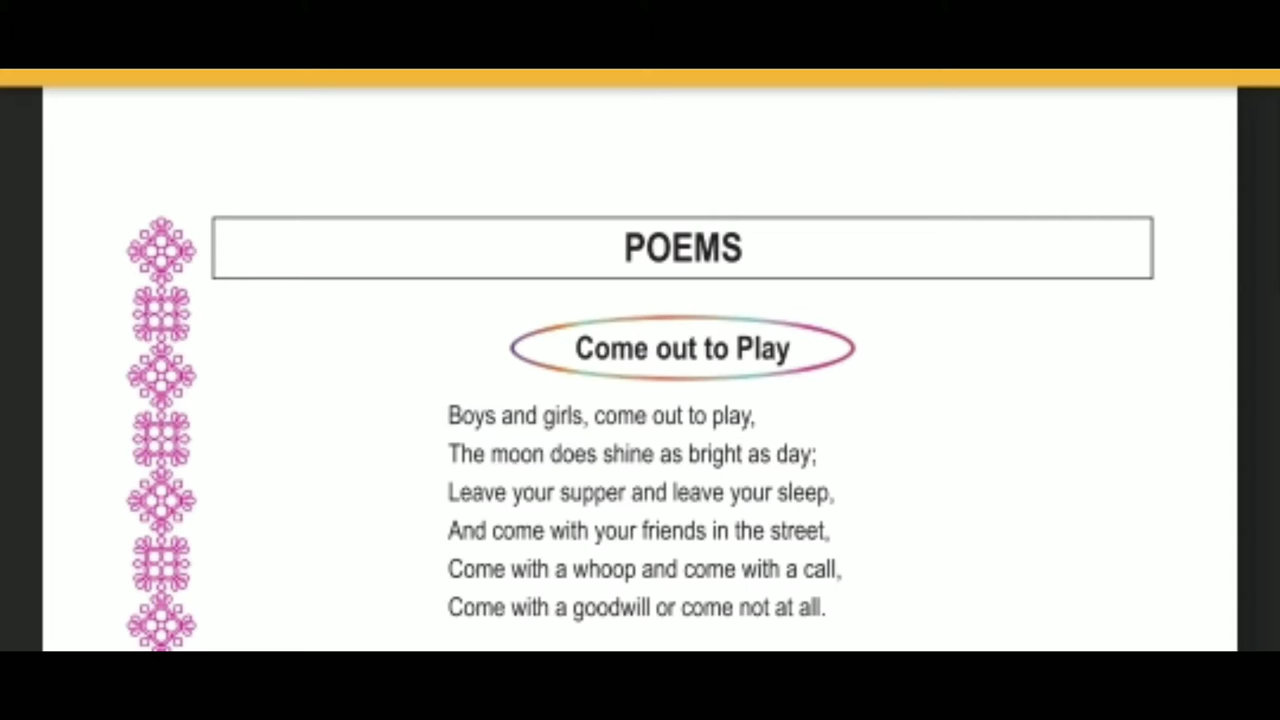 POEMS
Come out to Play
Boys and girls, come out to play,
The moon does shine as bright as day;
Leave your supper and leave your sleep,
And come with your friends in the street,
Come with a whoop and come with a call,
Come with a goodwill or come not at all.